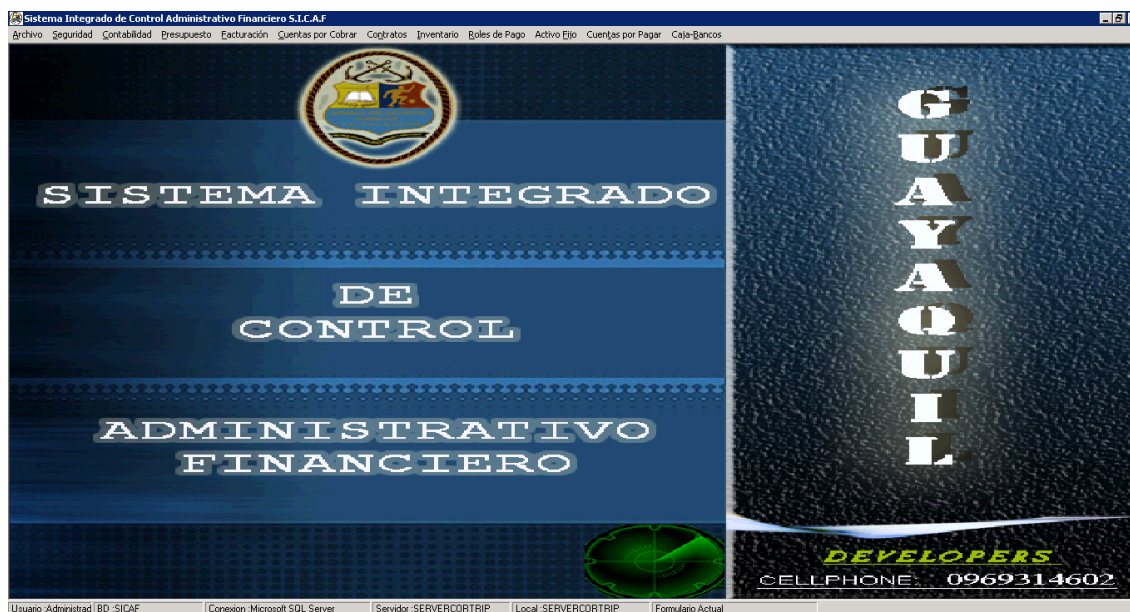 Sistema Integrado de Control Administrativo Financiero S.I.C.A.F
Archivo Seguridad Contabilidad Presupuesto Facturación Cuentas por Cobrar Contratos Inventario Roles de Pago Activo Fijo Cuentas por Pagar Caja-Bancos
SISTEMA INTEGRADO
DE
CONTROL
ADMINISTRATIVO
FINANCIERO
GUAYAQUIL
DEVELOPERS
CELLPHONE: 0969314602
Usuario :Administrad BD :SICAF Conexion :Microsoft SQL Server Servidor :SERVERCORTRIP Local :SERVERCORTRIP Formulario Actual